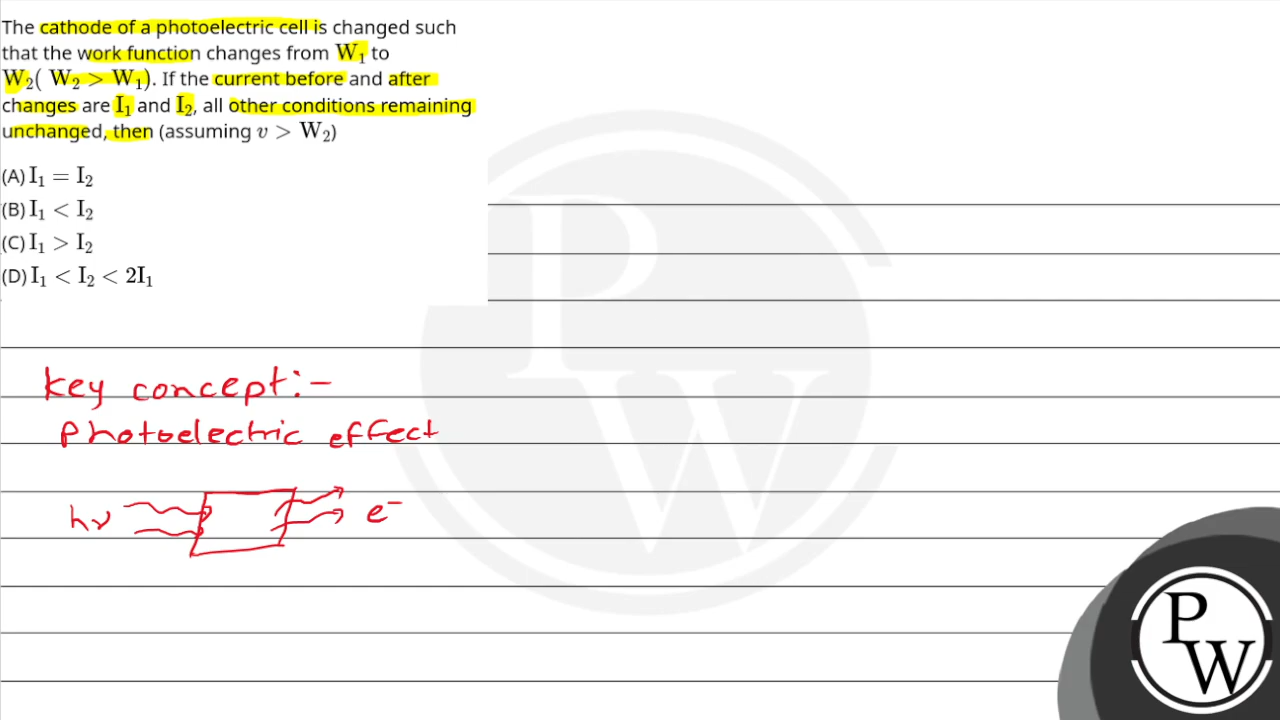 The cathode of a photoelectric cell is changed such
that the work function changes from W₁ to
W₂( W₂ > W₁). If the current before and after
changes are I₁ and I₂, all other conditions remaining
unchanged, then (assuming v > W₂)
(A) I₁ = I₂
(B) I₁ < I₂
(C) I₁ > I₂
(D) I₁ < I₂ < 2I₁
key concept:-
Photoelectric effect
hν
e⁻
P
W
P
W